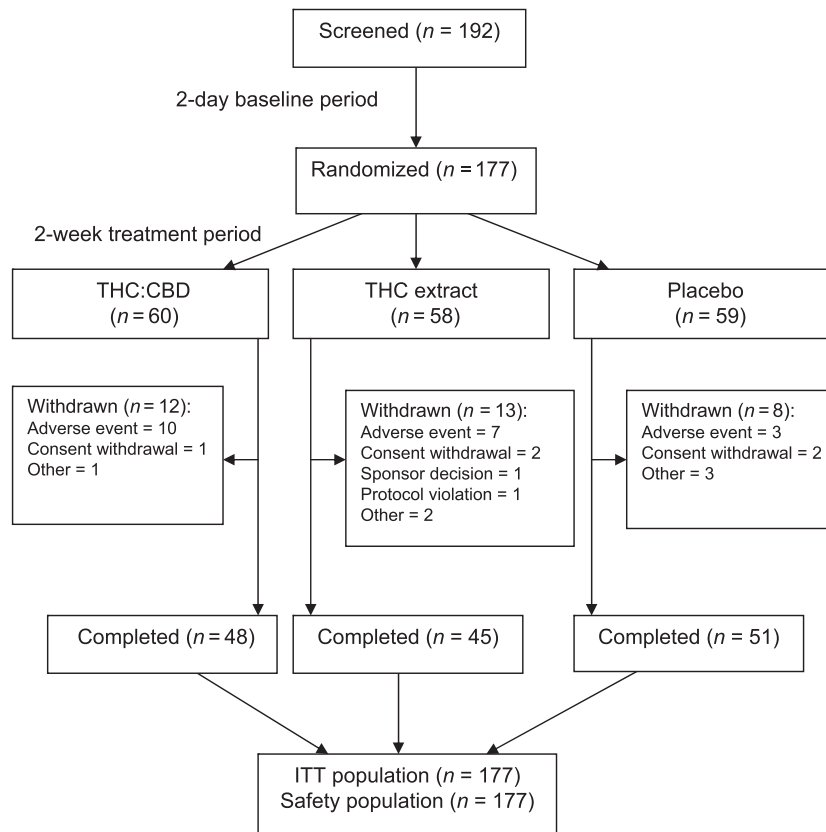 Screened (n = 192)
2-day baseline period
Randomized (n = 177)
2-week treatment period
THC:CBD
(n = 60)
THC extract
(n = 58)
Placebo
(n = 59)
Withdrawn (n = 12):
Adverse event = 10
Consent withdrawal = 1
Other = 1
Withdrawn (n = 13):
Adverse event = 7
Consent withdrawal = 2
Sponsor decision = 1
Protocol violation = 1
Other = 2
Withdrawn (n = 8):
Adverse event = 3
Consent withdrawal = 2
Other = 3
Completed (n = 48)
Completed (n = 45)
Completed (n = 51)
ITT population (n = 177)
Safety population (n = 177)